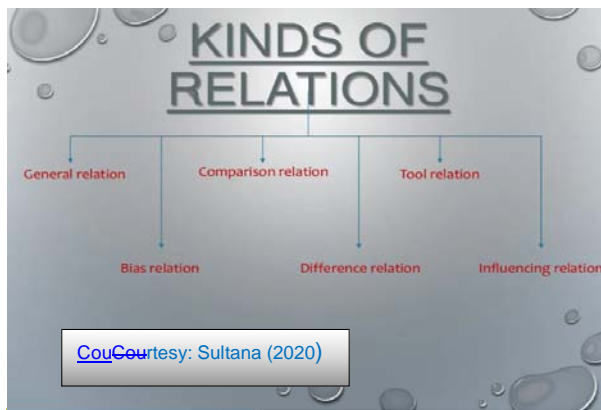 KINDS OF
RELATIONS
General relation
Comparison relation
Tool relation
Bias relation
Difference relation
Influencing relation
CouCourtesy: Sultana (2020)